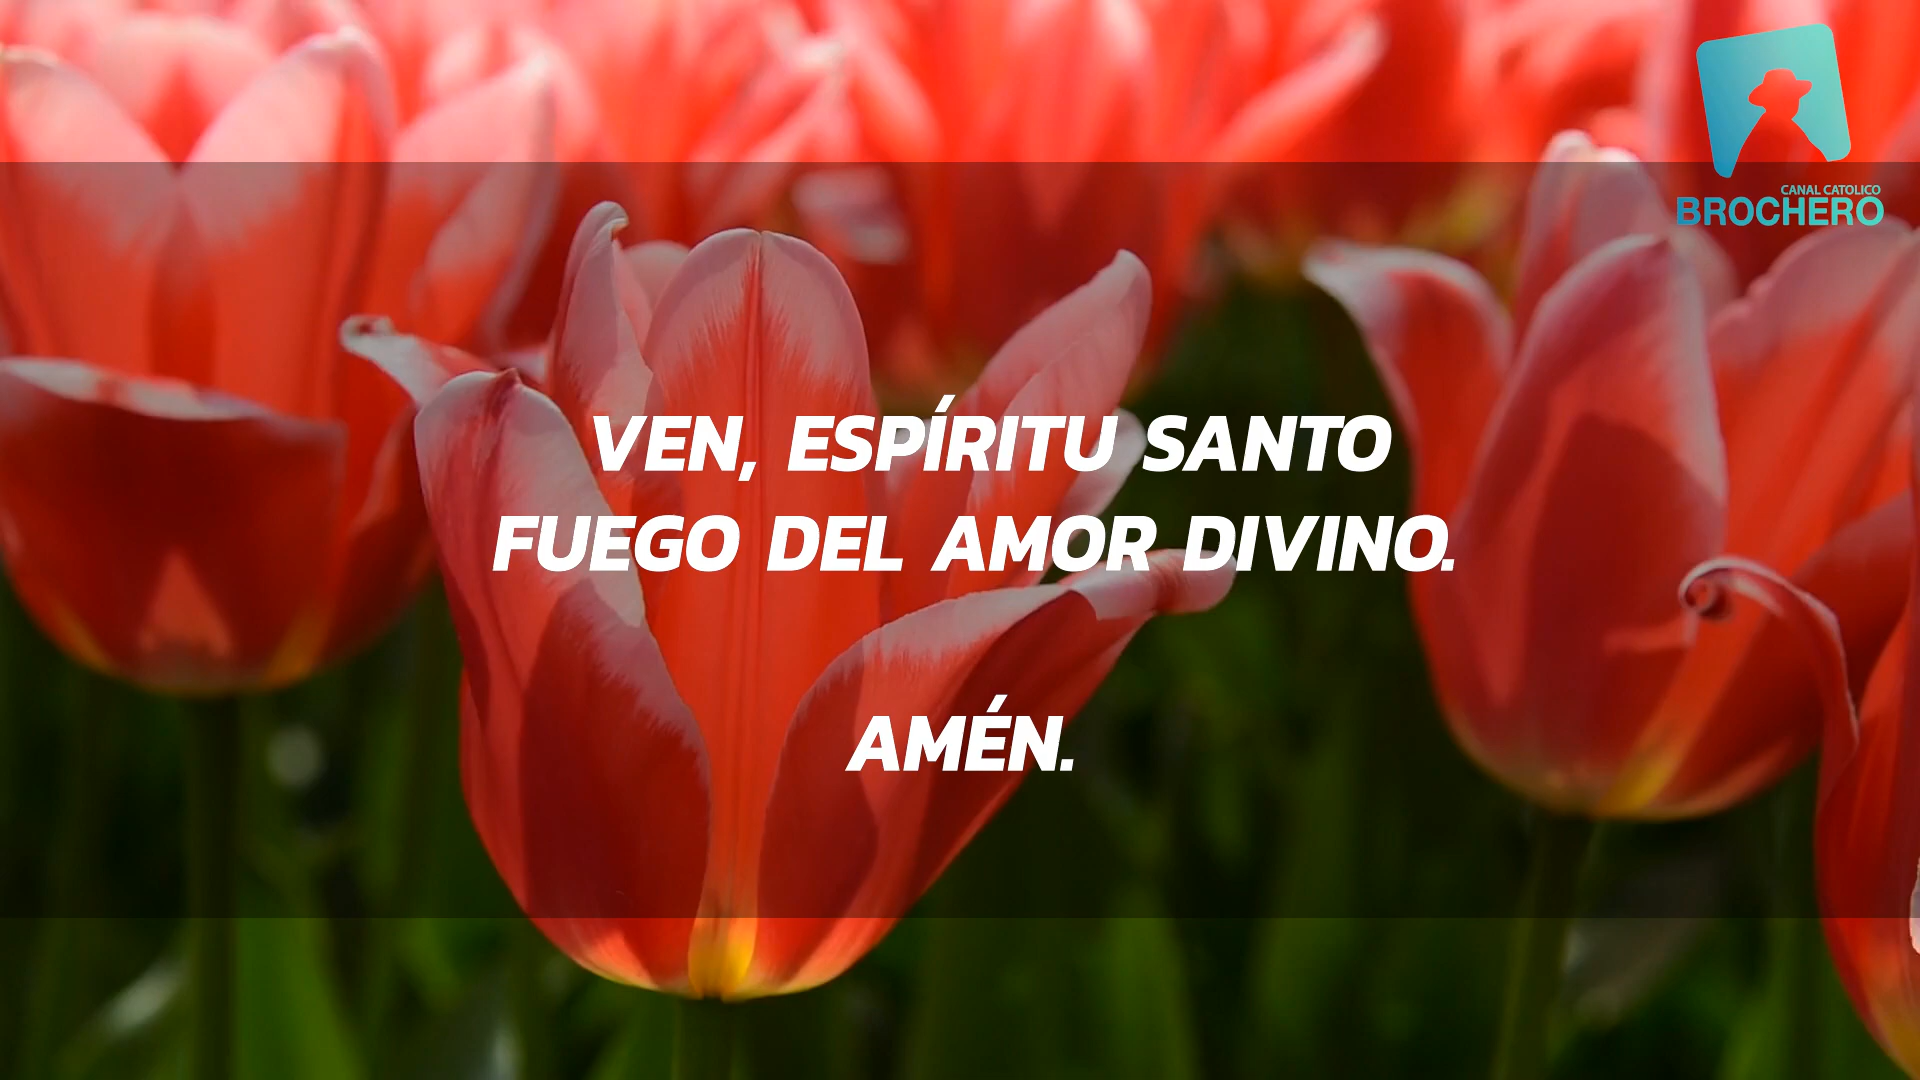 CANAL CATOLICO
BROCHERO
VEN, ESPÍRITU SANTO
FUEGO DEL AMOR DIVINO.
AMÉN.